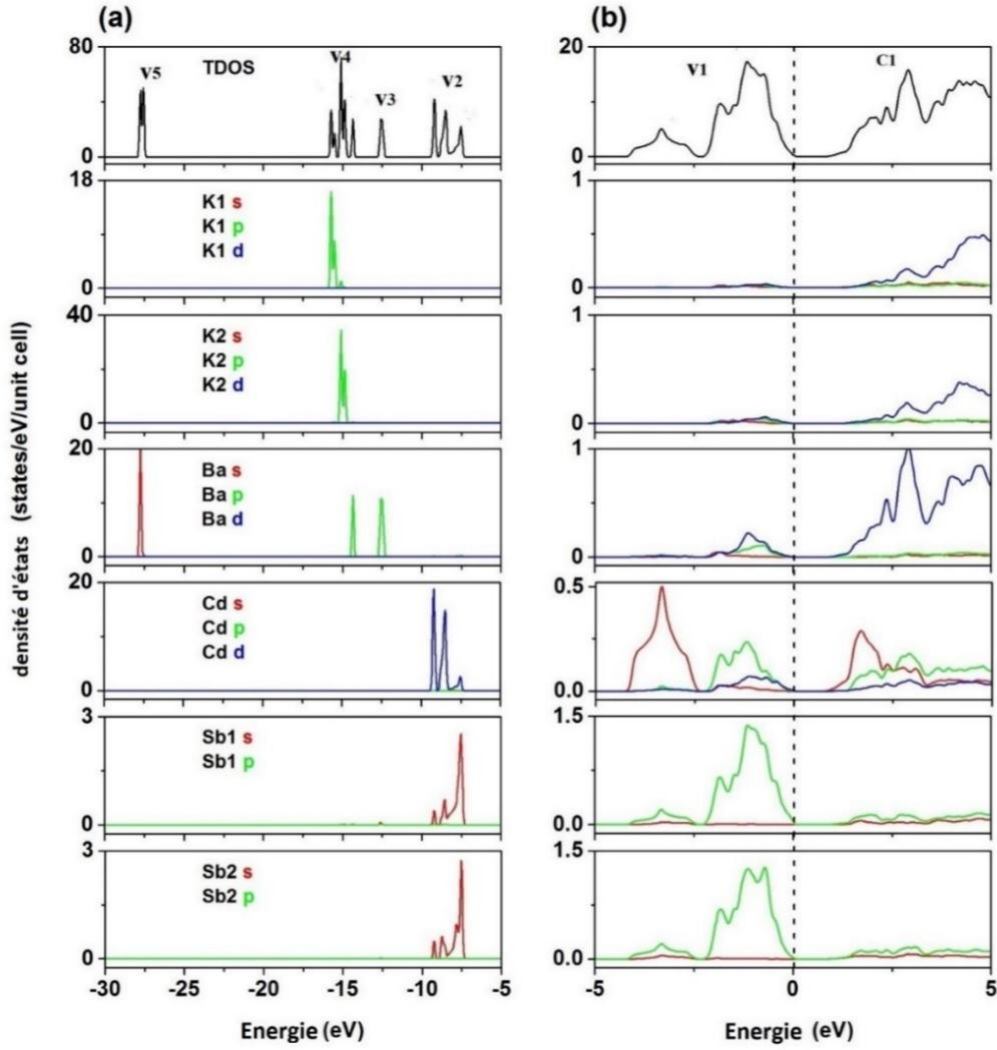 (a)
(b)
80
TDOS
V5
V4
V3
V2
0
20
V1
C1
0
18
K1 s
K1 p
K1 d
0
1
0
40
K2 s
K2 p
K2 d
0
1
0
20
Ba s
Ba p
Ba d
0
1
0
20
Cd s
Cd p
Cd d
0
0.5
0.0
3
Sb1 s
Sb1 p
0
1.5
0.0
3
Sb2 s
Sb2 p
0
1.5
0.0
-30 -25 -20 -15 -10 -5
-5 0 5
Energie (eV)
Energie (eV)
densité d'états (states/eV/unit cell)